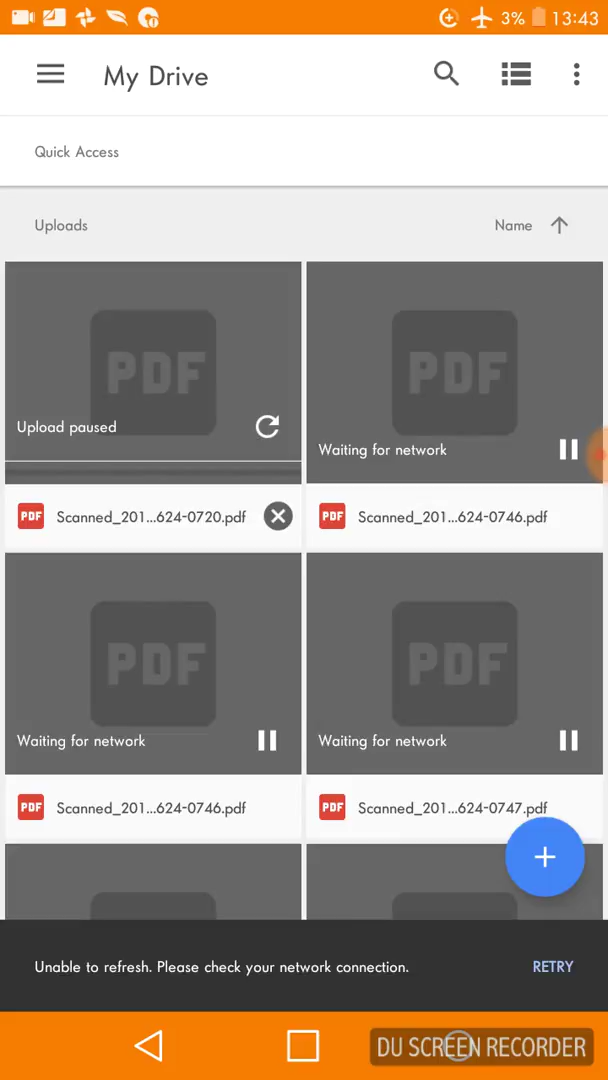 3% 13:43
My Drive
Quick Access
Uploads Name
PDF PDF
Upload paused
Waiting for network
PDF Scanned_201...624-0720.pdf
PDF Scanned_201...624-0746.pdf
PDF PDF
Waiting for network
Waiting for network
PDF Scanned_201...624-0746.pdf
PDF Scanned_201...624-0747.pdf
Unable to refresh. Please check your network connection. RETRY
DU SCREEN RECORDER